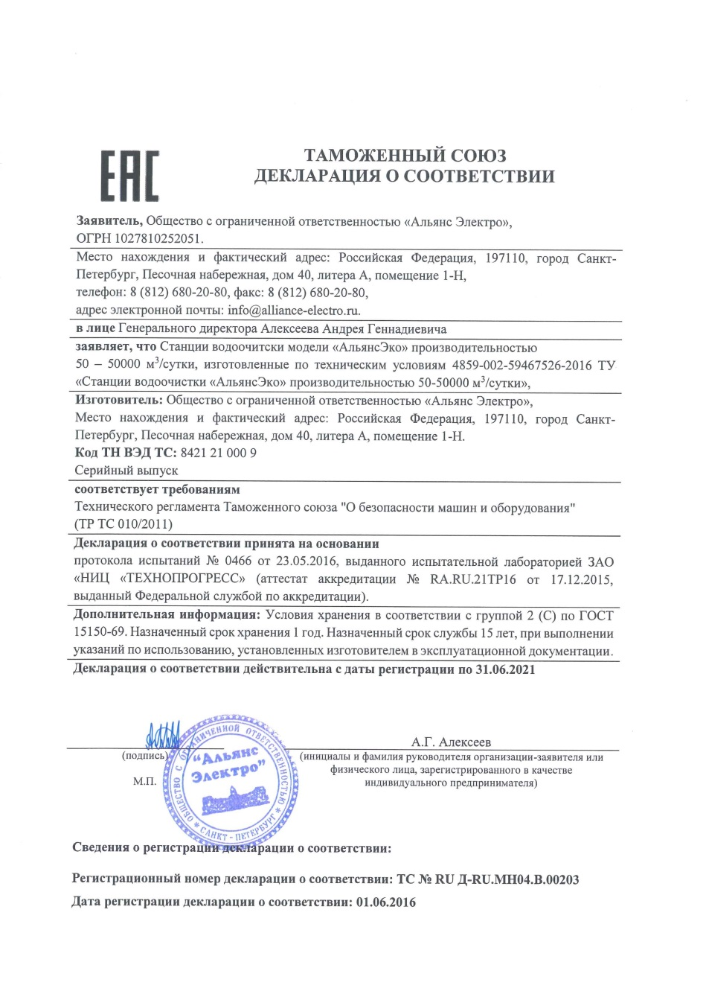 EAC
ТАМОЖЕННЫЙ СОЮЗ
ДЕКЛАРАЦИЯ О СООТВЕТСТВИИ
Заявитель, Общество с ограниченной ответственностью «Альянс Электро»,
ОГРН 1027810252051.
Место нахождения и фактический адрес: Российская Федерация, 197110, город Санкт-
Петербург, Песочная набережная, дом 40, литера А, помещение 1-Н,
телефон: 8 (812) 680-20-80, факс: 8 (812) 680-20-80,
адрес электронной почты: info@alliance-electro.ru.
в лице Генерального директора Алексеева Андрея Геннадиевича
заявляет, что Станции водоочитски модели «АльянсЭко» производительностью
50 – 50000 м³/сутки, изготовленные по техническим условиям 4859-002-59467526-2016 ТУ
«Станции водоочистки «АльянсЭко» производительностью 50-50000 м³/сутки»,
Изготовитель: Общество с ограниченной ответственностью «Альянс Электро»,
Место нахождения и фактический адрес: Российская Федерация, 197110, город Санкт-
Петербург, Песочная набережная, дом 40, литера А, помещение 1-Н.
Код ТН ВЭД ТС: 8421 21 000 9
Серийный выпуск
соответствует требованиям
Технического регламента Таможенного союза "О безопасности машин и оборудования"
(ТР ТС 010/2011)
Декларация о соответствии принята на основании
протокола испытаний № 0466 от 23.05.2016, выданного испытательной лабораторией ЗАО
«НИЦ «ТЕХНОПРОГРЕСС» (аттестат аккредитации № RA.RU.21ТР16 от 17.12.2015,
выданный Федеральной службой по аккредитации).
Дополнительная информация: Условия хранения в соответствии с группой 2 (С) по ГОСТ
15150-69. Назначенный срок хранения 1 год. Назначенный срок службы 15 лет, при выполнении
указаний по использованию, установленных изготовителем в эксплуатационной документации.
Декларация о соответствии действительна с даты регистрации по 31.06.2021
А.Г. Алексеев
(подпись)
(инициалы и фамилия руководителя организации-заявителя или
физического лица, зарегистрированного в качестве
индивидуального предпринимателя)
М.П.
ОБЩЕСТВО С ОГРАНИЧЕННОЙ ОТВЕТСТВЕННОСТЬЮ
"Альянс
Электро"
* САНКТ - ПЕТЕРБУРГ *
Сведения о регистрации декларации о соответствии:
Регистрационный номер декларации о соответствии: ТС № RU Д-RU.МН04.В.00203
Дата регистрации декларации о соответствии: 01.06.2016